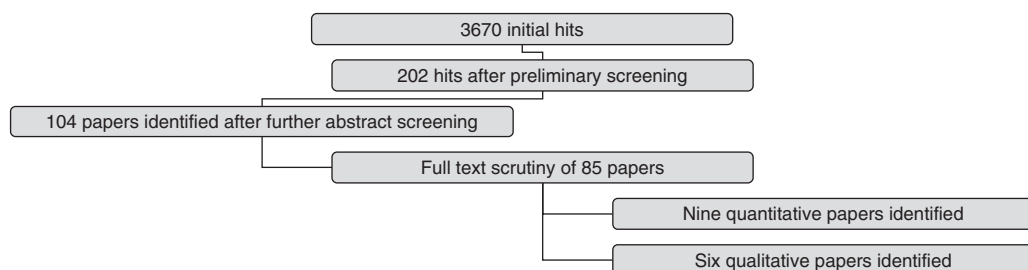 3670 initial hits
202 hits after preliminary screening
104 papers identified after further abstract screening
Full text scrutiny of 85 papers
Nine quantitative papers identified
Six qualitative papers identified